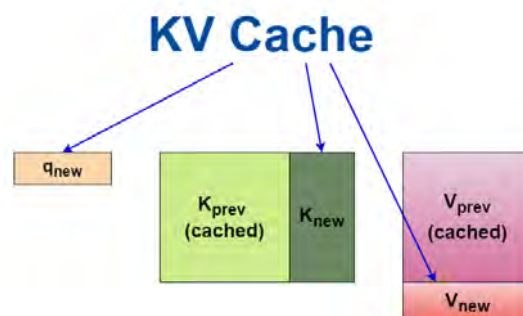 KV Cache
qnew
Kprev
(cached)
Knew
Vprev
(cached)
Vnew